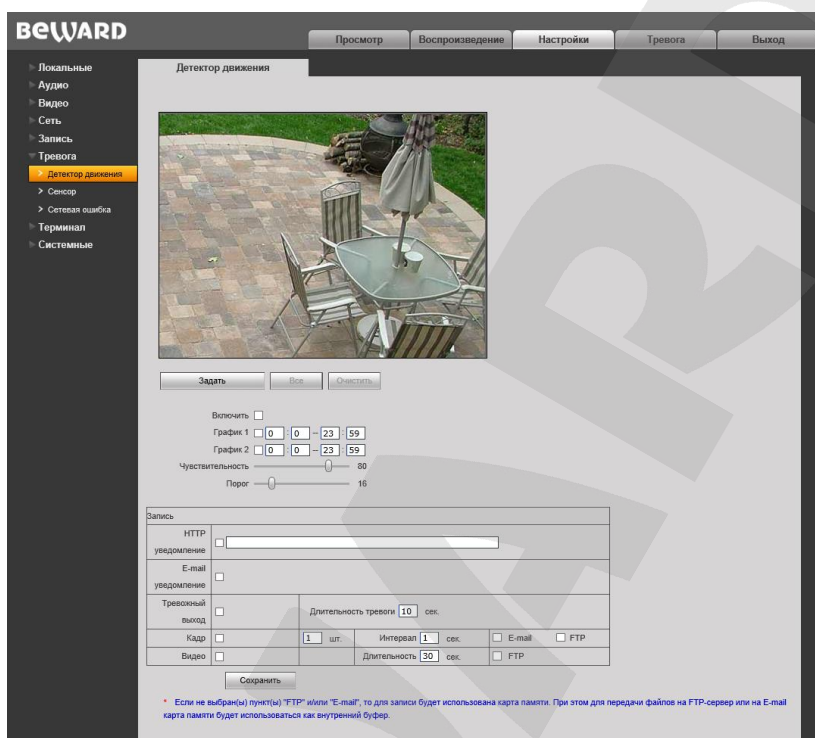 BEWARD
Просмотр Воспроизведение Настройки Тревога Выход
Локальные
Аудио
Видео
Сеть
Запись
Тревога
Детектор движения
Сенсор
Сетевая ошибка
Терминал
Системные
Детектор движения
Задать Все Очистить
Включить
График 1 0 : 0 – 23 : 59
График 2 0 : 0 – 23 : 59
Чувствительность 80
Порог 16
Запись
HTTP
уведомление
E-mail
уведомление
Тревожный
выход
Длительность тревоги 10 сек.
Кадр 1 шт. Интервал 1 сек. E-mail FTP
Видео Длительность 30 сек. FTP
Сохранить
* Если не выбран(ы) пункт(ы) "FTP" и/или "E-mail", то для записи будет использована карта памяти. При этом для передачи файлов на FTP-сервер или на E-mail
карта памяти будет использоваться как внутренний буфер.